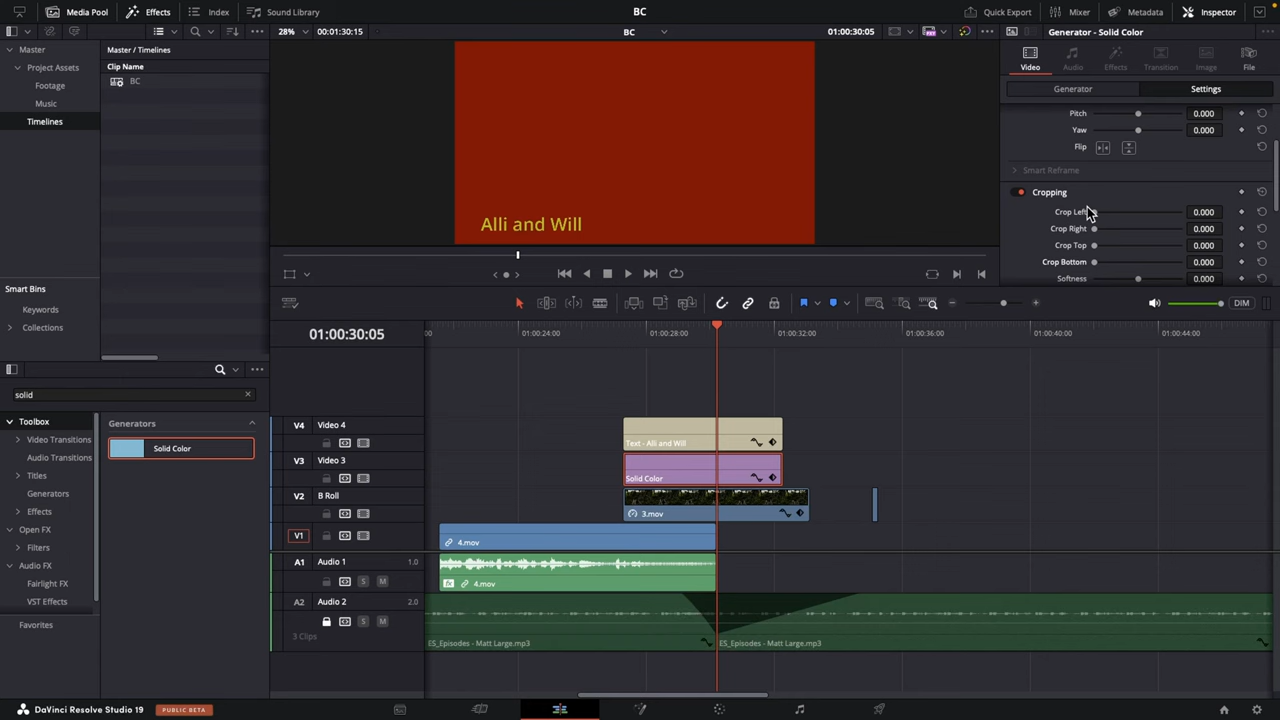 Media Pool
Effects
Index
Sound Library
BC
Quick Export
Mixer
Metadata
Inspector
Master / Timelines
28%
00:01:30:15
BC
01:00:30:05
Generator - Solid Color
Master
Project Assets
Footage
Music
Timelines
Clip Name
BC
Video
Audio
Effects
Transition
Image
File
Generator
Settings
Pitch
0.000
Yaw
0.000
Flip
Smart Reframe
Cropping
Crop Left
0.000
Crop Right
0.000
Crop Top
0.000
Crop Bottom
0.000
Softness
0.000
Alli and Will
Smart Bins
Keywords
Collections
DIM
01:00:30:05
00
01:00:24:00
01:00:28:00
01:00:32:00
01:00:36:00
01:00:40:00
01:00:44:00
solid
Toolbox
Video Transitions
Audio Transitions
Titles
Generators
Effects
Open FX
Filters
Audio FX
Fairlight FX
VST Effects
Favorites
Generators
Solid Color
V4
Video 4
Text - Alli and Will
V3
Video 3
Solid Color
V2
B Roll
3.mov
V1
4.mov
A1
Audio 1
1.0
S
M
fx
4.mov
A2
Audio 2
2.0
S
M
3 Clips
ES_Episodes - Matt Large.mp3
ES_Episodes - Matt Large.mp3
DaVinci Resolve Studio 19
PUBLIC BETA